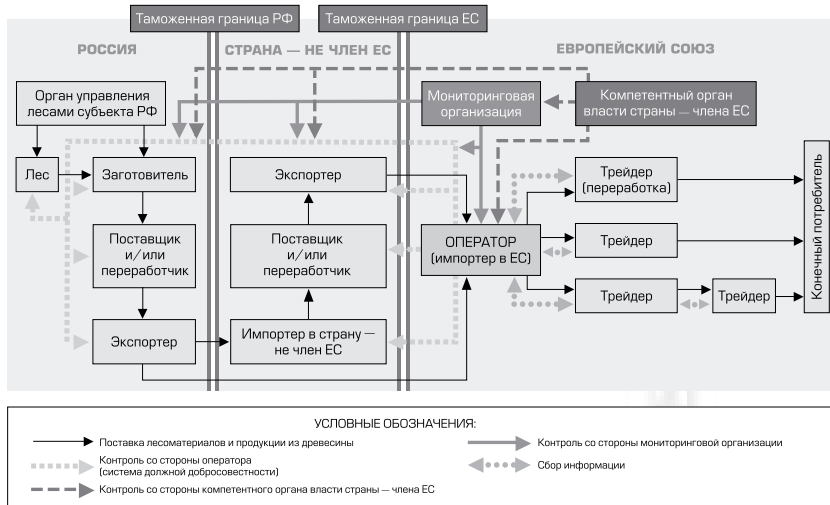 Таможенная граница РФ
Таможенная граница ЕС
РОССИЯ
СТРАНА — НЕ ЧЛЕН ЕС
ЕВРОПЕЙСКИЙ СОЮЗ
Орган управления
лесами субъекта РФ
Мониторинговая
организация
Компетентный орган
власти страны — члена ЕС
Лес
Заготовитель
Экспортер
Трейдер
(переработка)
Поставщик
и/или
переработчик
Поставщик
и/или
переработчик
ОПЕРАТОР
(импортер в ЕС)
Трейдер
Трейдер
Трейдер
Конечный потребитель
Экспортер
Импортер в страну —
не член ЕС
УСЛОВНЫЕ ОБОЗНАЧЕНИЯ:
Поставка лесоматериалов и продукции из древесины
Контроль со стороны оператора
(система должной добросовестности)
Контроль со стороны компетентного органа власти страны — члена ЕС
Контроль со стороны мониторинговой организации
Сбор информации